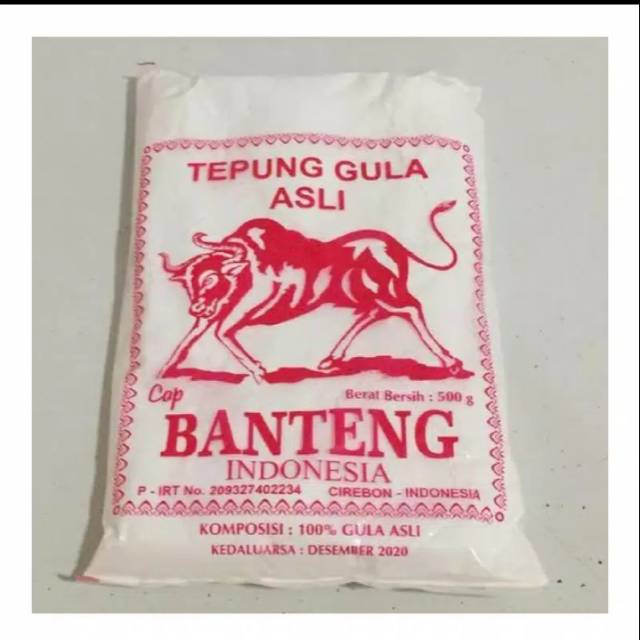 TEPUNG GULA
ASLI
Cap
Berat Bersih : 500 g
BANTENG
INDONESIA
P - IRT No. 209327402234 CIREBON - INDONESIA
KOMPOSISI : 100% GULA ASLI
KEDALUARSA : DESEMBER 2020